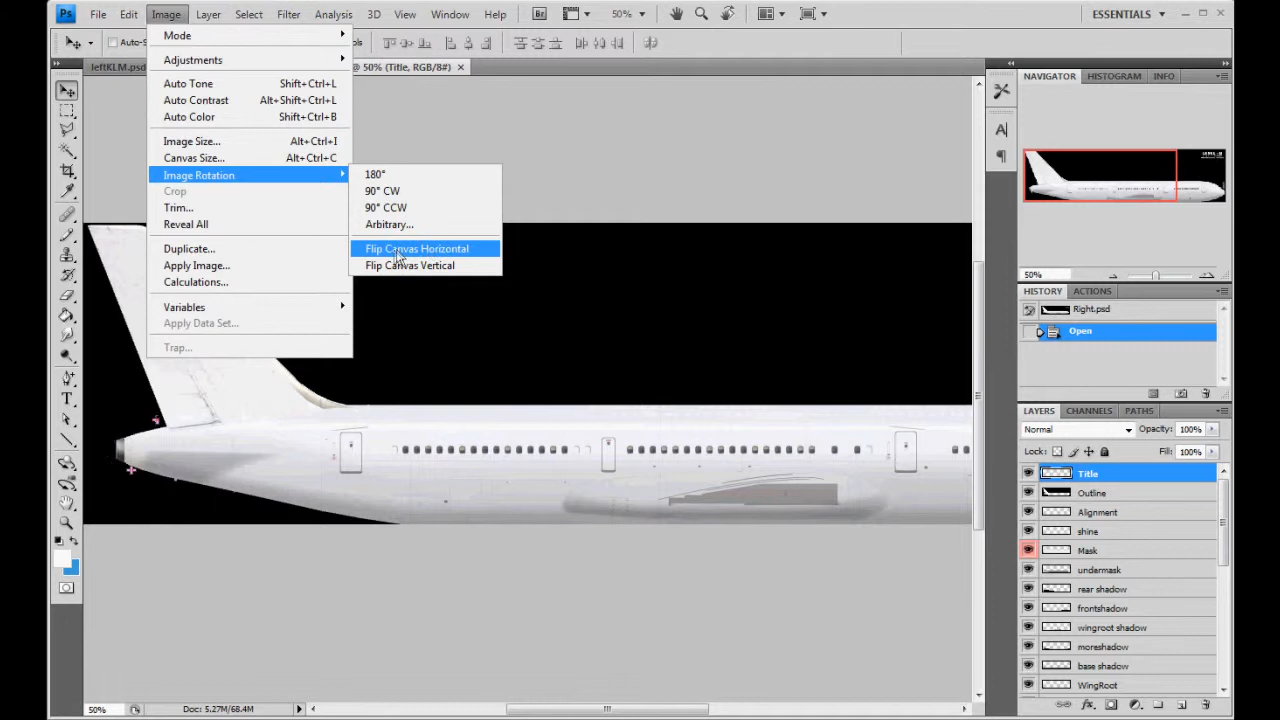 Ps File Edit Image Layer Select Filter Analysis 3D View Window Help Br 50% ESSENTIALS
Auto-S
leftKLM.psd
@ 50% (Title, RGB/8#) ×
Mode
Adjustments
Auto Tone Shift+Ctrl+L
Auto Contrast Alt+Shift+Ctrl+L
Auto Color Shift+Ctrl+B
Image Size... Alt+Ctrl+I
Canvas Size... Alt+Ctrl+C
Image Rotation
Crop
Trim...
Reveal All
Duplicate...
Apply Image...
Calculations...
Variables
Apply Data Set...
Trap...
180°
90° CW
90° CCW
Arbitrary...
Flip Canvas Horizontal
Flip Canvas Vertical
NAVIGATOR HISTOGRAM INFO
50%
HISTORY ACTIONS
Right.psd
Open
LAYERS CHANNELS PATHS
Normal Opacity: 100%
Lock: Fill: 100%
Title
Outline
Alignment
shine
Mask
undermask
rear shadow
frontshadow
wingroot shadow
moreshadow
base shadow
WingRoot
50% Doc: 5.27M/68.4M